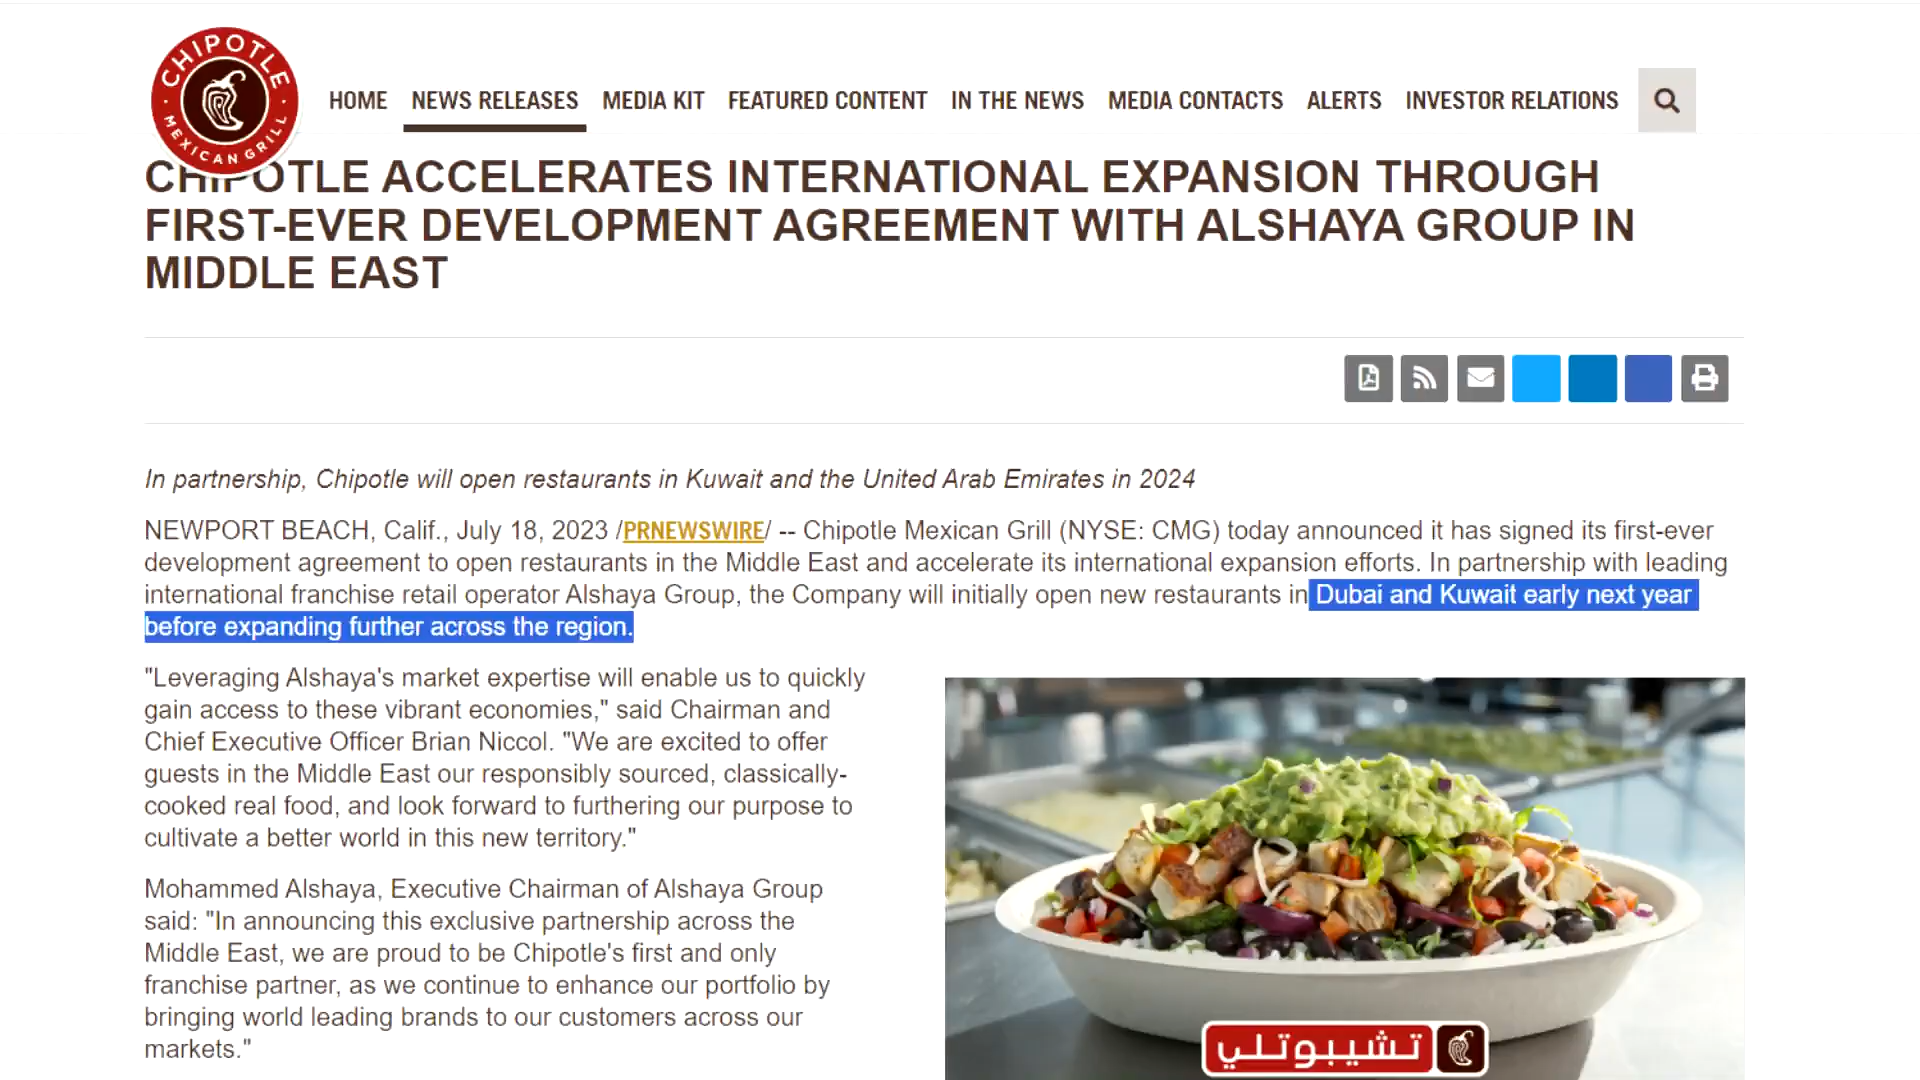 CHIPOTLE
MEXICAN GRILL
HOME NEWS RELEASES MEDIA KIT FEATURED CONTENT IN THE NEWS MEDIA CONTACTS ALERTS INVESTOR RELATIONS
CHIPOTLE ACCELERATES INTERNATIONAL EXPANSION THROUGH
FIRST-EVER DEVELOPMENT AGREEMENT WITH ALSHAYA GROUP IN
MIDDLE EAST
In partnership, Chipotle will open restaurants in Kuwait and the United Arab Emirates in 2024
NEWPORT BEACH, Calif., July 18, 2023 /PRNEWSWIRE/ -- Chipotle Mexican Grill (NYSE: CMG) today announced it has signed its first-ever
development agreement to open restaurants in the Middle East and accelerate its international expansion efforts. In partnership with leading
international franchise retail operator Alshaya Group, the Company will initially open new restaurants in Dubai and Kuwait early next year
before expanding further across the region.
"Leveraging Alshaya's market expertise will enable us to quickly
gain access to these vibrant economies," said Chairman and
Chief Executive Officer Brian Niccol. "We are excited to offer
guests in the Middle East our responsibly sourced, classically-
cooked real food, and look forward to furthering our purpose to
cultivate a better world in this new territory."
Mohammed Alshaya, Executive Chairman of Alshaya Group
said: "In announcing this exclusive partnership across the
Middle East, we are proud to be Chipotle's first and only
franchise partner, as we continue to enhance our portfolio by
bringing world leading brands to our customers across our
markets."
تشيبوتلي